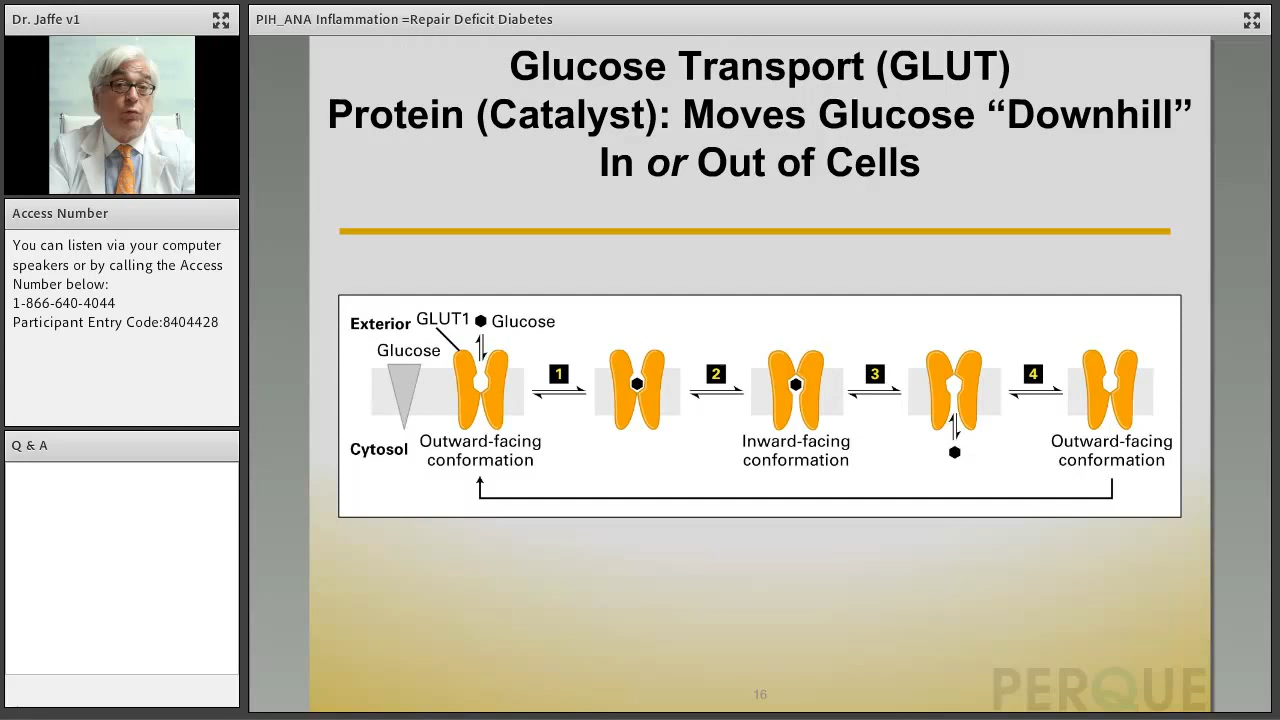 Dr. Jaffe v1
PIH_ANA Inflammation =Repair Deficit Diabetes
Access Number
You can listen via your computer
speakers or by calling the Access
Number below:
1-866-640-4044
Participant Entry Code:8404428
Q & A
Glucose Transport (GLUT)
Protein (Catalyst): Moves Glucose “Downhill”
In or Out of Cells
Exterior
GLUT1
Glucose
Glucose
1
2
3
4
Cytosol
Outward-facing
conformation
Inward-facing
conformation
Outward-facing
conformation
16
PERQUE